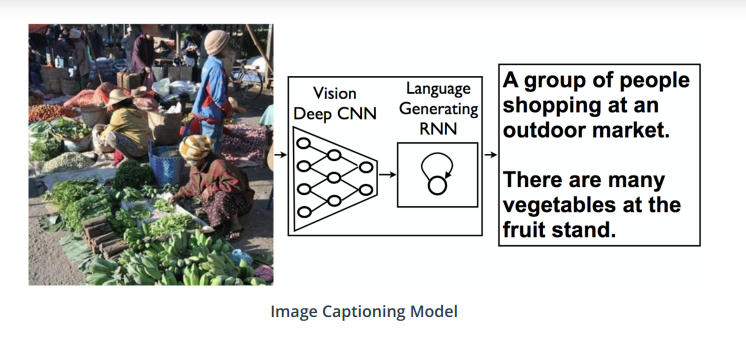 Vision
Deep CNN
Language
Generating
RNN
A group of people
shopping at an
outdoor market.
There are many
vegetables at the
fruit stand.
Image Captioning Model